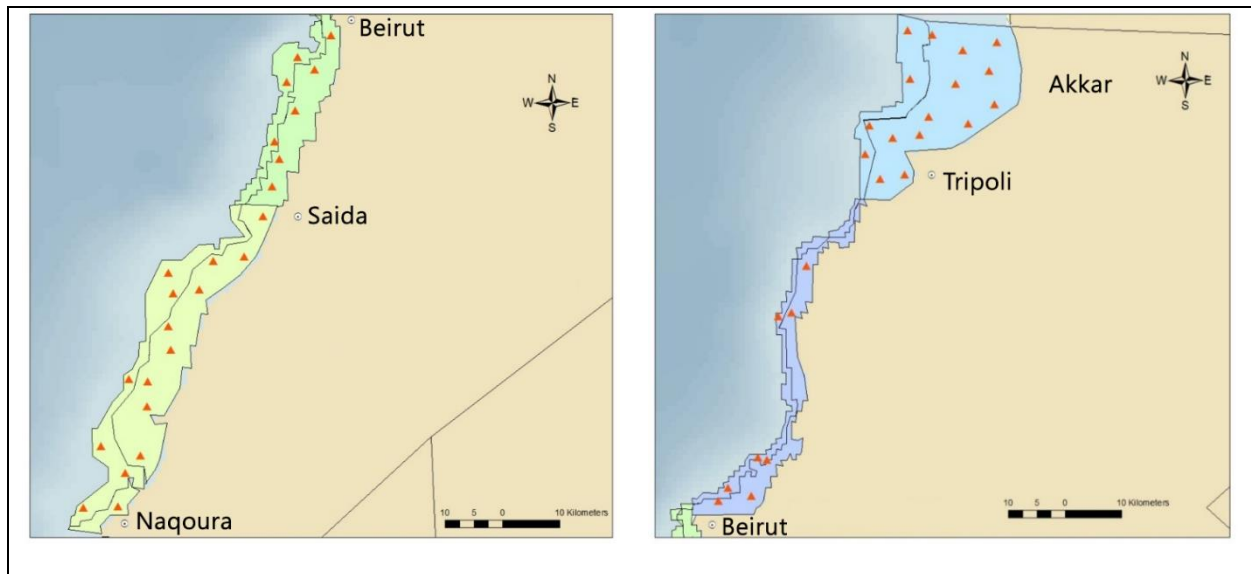 Beirut
N
W E
S
Saida
10 5 0 10 Kilometers
Naqoura
N
W E
S
Akkar
Tripoli
10 5 0 10 Kilometers
Beirut